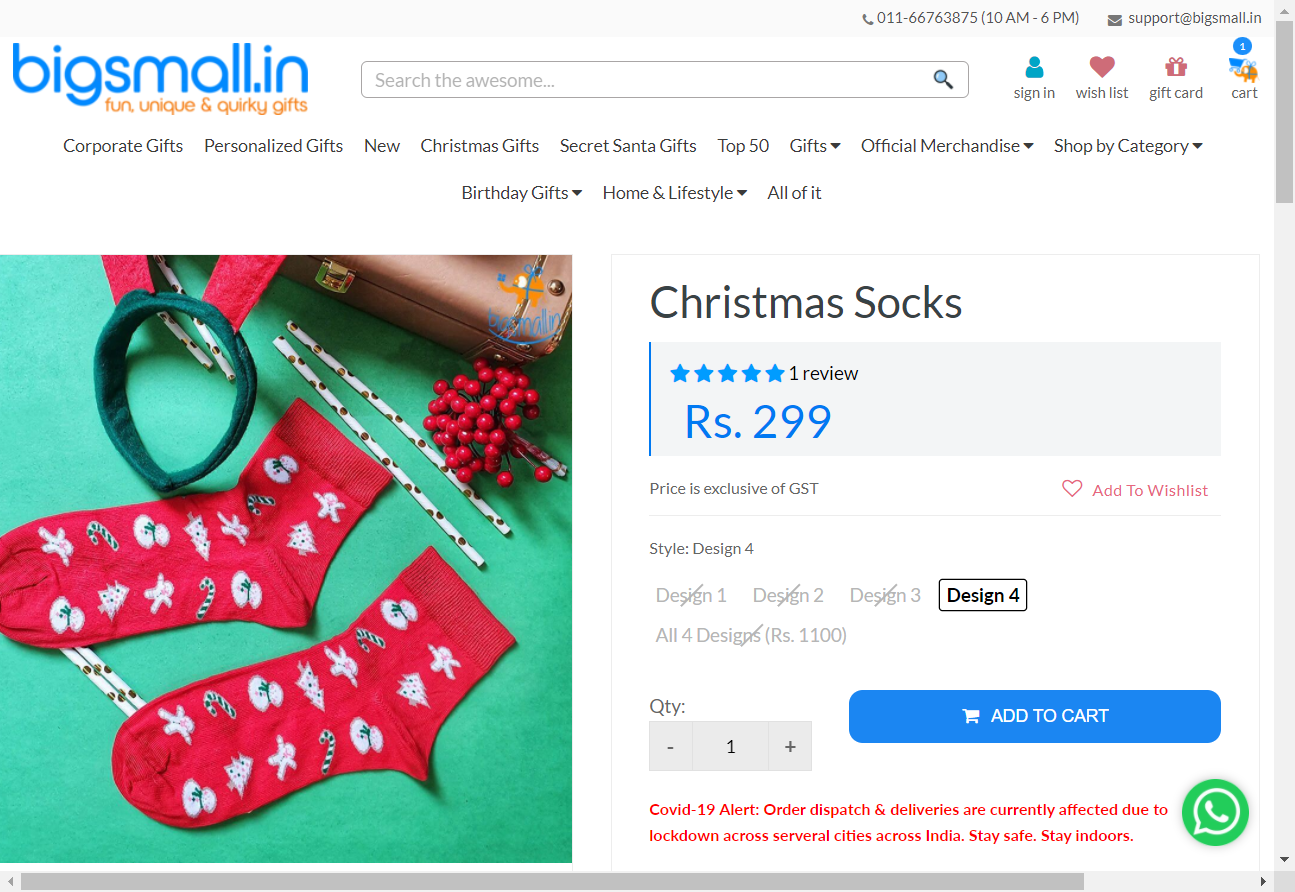 011-66763875 (10 AM - 6 PM) support@bigsmall.in
bigsmall.in
fun, unique & quirky gifts
Search the awesome...
sign in
wish list
gift card
1
cart
Corporate Gifts Personalized Gifts New Christmas Gifts Secret Santa Gifts Top 50 Gifts Official Merchandise Shop by Category
Birthday Gifts Home & Lifestyle All of it
bigsmall.in
Christmas Socks
1 review
Rs. 299
Price is exclusive of GST
Add To Wishlist
Style: Design 4
Design 1 Design 2 Design 3 Design 4
All 4 Designs (Rs. 1100)
Qty:
- 1 +
ADD TO CART
Covid-19 Alert: Order dispatch & deliveries are currently affected due to
lockdown across serveral cities across India. Stay safe. Stay indoors.